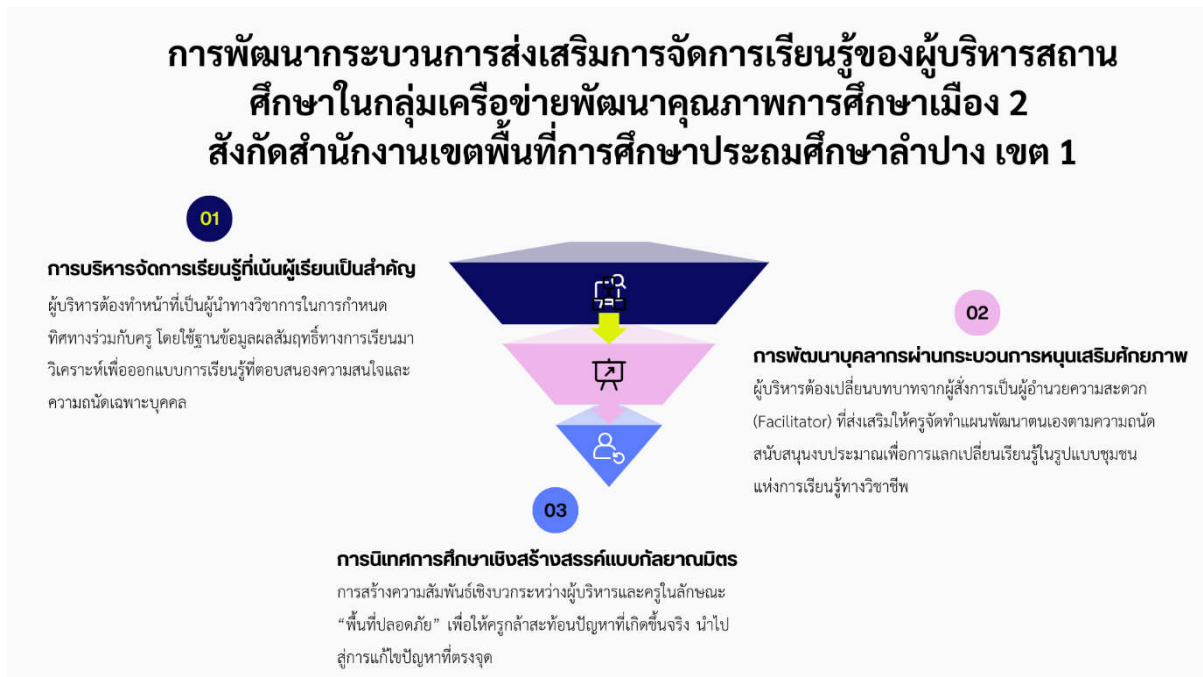 การพัฒนากระบวนการส่งเสริมการจัดการเรียนรู้ของผู้บริหารสถาน
ศึกษาในกลุ่มเครือข่ายพัฒนาคุณภาพการศึกษาเมือง 2
สังกัดสำนักงานเขตพื้นที่การศึกษาประถมศึกษาลำปาง เขต 1
01
การบริหารจัดการเรียนรู้ที่เน้นผู้เรียนเป็นสำคัญ
ผู้บริหารต้องทำหน้าที่เป็นผู้นำทางวิชาการในการกำหนด
ทิศทางร่วมกับครู โดยใช้ฐานข้อมูลผลสัมฤทธิ์ทางการเรียนมา
วิเคราะห์เพื่อออกแบบการเรียนรู้ที่ตอบสนองความสนใจและ
ความถนัดเฉพาะบุคคล
02
การพัฒนาบุคลากรผ่านกระบวนการหนุนเสริมศักยภาพ
ผู้บริหารต้องเปลี่ยนบทบาทจากผู้สั่งการเป็นผู้อำนวยความสะดวก
(Facilitator) ที่ส่งเสริมให้ครูจัดทำแผนพัฒนาตนเองตามความถนัด
สนับสนุนงบประมาณเพื่อการแลกเปลี่ยนเรียนรู้ในรูปแบบชุมชน
แห่งการเรียนรู้ทางวิชาชีพ
03
การนิเทศการศึกษาเชิงสร้างสรรค์แบบกัลยาณมิตร
การสร้างความสัมพันธ์เชิงบวกระหว่างผู้บริหารและครูในลักษณะ
“พื้นที่ปลอดภัย” เพื่อให้ครูกล้าสะท้อนปัญหาที่เกิดขึ้นจริง นำไป
สู่การแก้ไขปัญหาที่ตรงจุด